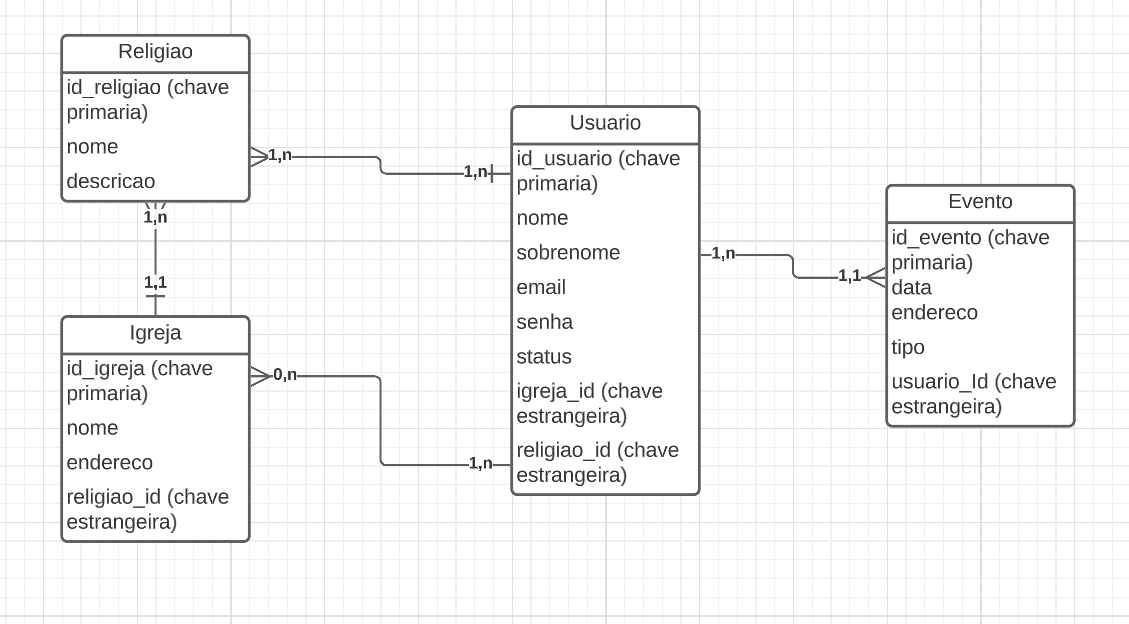 Religiao
id_religiao (chave
primaria)
nome
descricao
1,n
1,n
1,n
1,1
Igreja
id_igreja (chave
primaria)
nome
endereco
religiao_id (chave
estrangeira)
0,n
1,n
Usuario
id_usuario (chave
primaria)
nome
sobrenome
email
senha
status
igreja_id (chave
estrangeira)
religiao_id (chave
estrangeira)
1,n
1,1
Evento
id_evento (chave
primaria)
data
endereco
tipo
usuario_Id (chave
estrangeira)